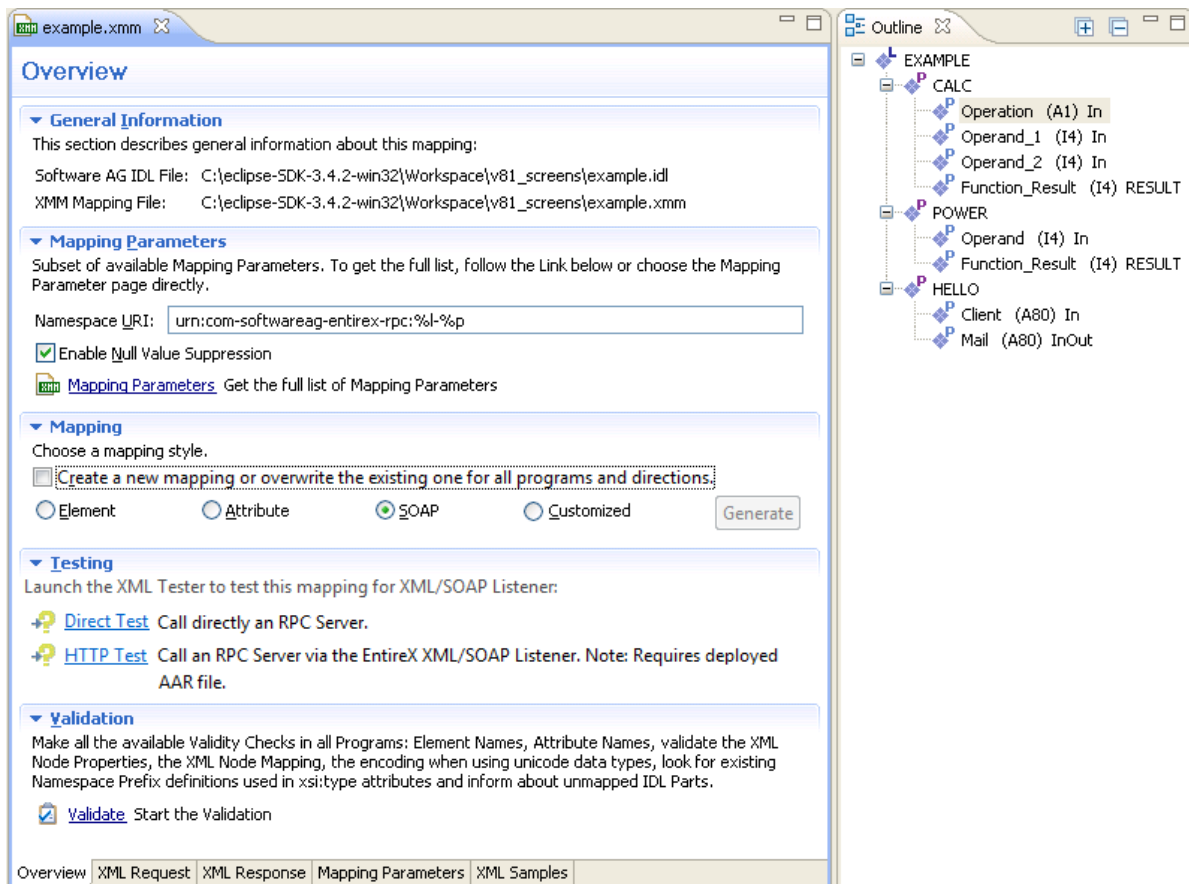 example.xmm
Overview
General Information
This section describes general information about this mapping:
Software AG IDL File: C:\eclipse-SDK-3.4.2-win32\Workspace\v81_screens\example.idl
XMM Mapping File: C:\eclipse-SDK-3.4.2-win32\Workspace\v81_screens\example.xmm
Mapping Parameters
Subset of available Mapping Parameters. To get the full list, follow the Link below or choose the Mapping
Parameter page directly.
Namespace URI: urn:com-softwareag-entirex-rpc:%l-%p
Enable Null Value Suppression
Mapping Parameters Get the full list of Mapping Parameters
Mapping
Choose a mapping style.
Create a new mapping or overwrite the existing one for all programs and directions.
Element Attribute SOAP Customized Generate
Testing
Launch the XML Tester to test this mapping for XML/SOAP Listener:
Direct Test Call directly an RPC Server.
HTTP Test Call an RPC Server via the EntireX XML/SOAP Listener. Note: Requires deployed
AAR file.
Validation
Make all the available Validity Checks in all Programs: Element Names, Attribute Names, validate the XML
Node Properties, the XML Node Mapping, the encoding when using unicode data types, look for existing
Namespace Prefix definitions used in xsi:type attributes and inform about unmapped IDL Parts.
Validate Start the Validation
Overview XML Request XML Response Mapping Parameters XML Samples
Outline
L EXAMPLE
P CALC
P Operation (A1) In
P Operand_1 (I4) In
P Operand_2 (I4) In
P Function_Result (I4) RESULT
P POWER
P Operand (I4) In
P Function_Result (I4) RESULT
P HELLO
P Client (A80) In
P Mail (A80) InOut